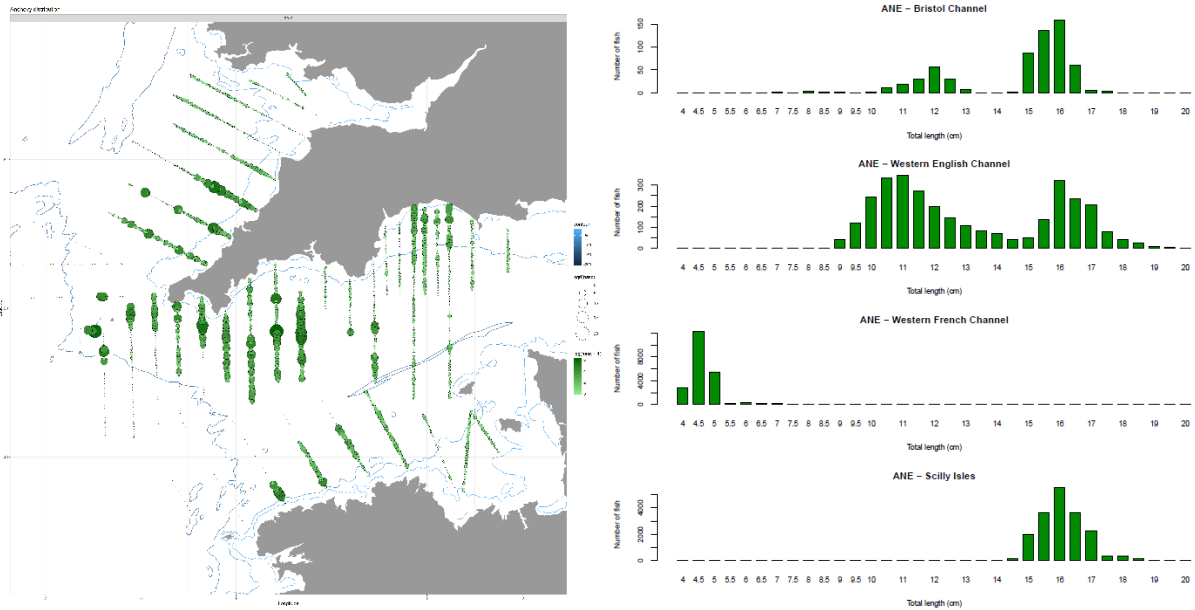 Anchovy distribution
ANE − Bristol Channel
Number of fish
0 50 100 150
4 4.5 5 5.5 6 6.5 7 7.5 8 8.5 9 9.5 10 11 12 13 14 15 16 17 18 19 20
Total length (cm)
ANE − Western English Channel
Number of fish
0 100 200 300
4 4.5 5 5.5 6 6.5 7 7.5 8 8.5 9 9.5 10 11 12 13 14 15 16 17 18 19 20
Total length (cm)
ANE − Western French Channel
Number of fish
0 4000 8000
4 4.5 5 5.5 6 6.5 7 7.5 8 8.5 9 9.5 10 11 12 13 14 15 16 17 18 19 20
Total length (cm)
ANE − Scilly Isles
Number of fish
0 2000 4000
4 4.5 5 5.5 6 6.5 7 7.5 8 8.5 9 9.5 10 11 12 13 14 15 16 17 18 19 20
Total length (cm)
Longitude